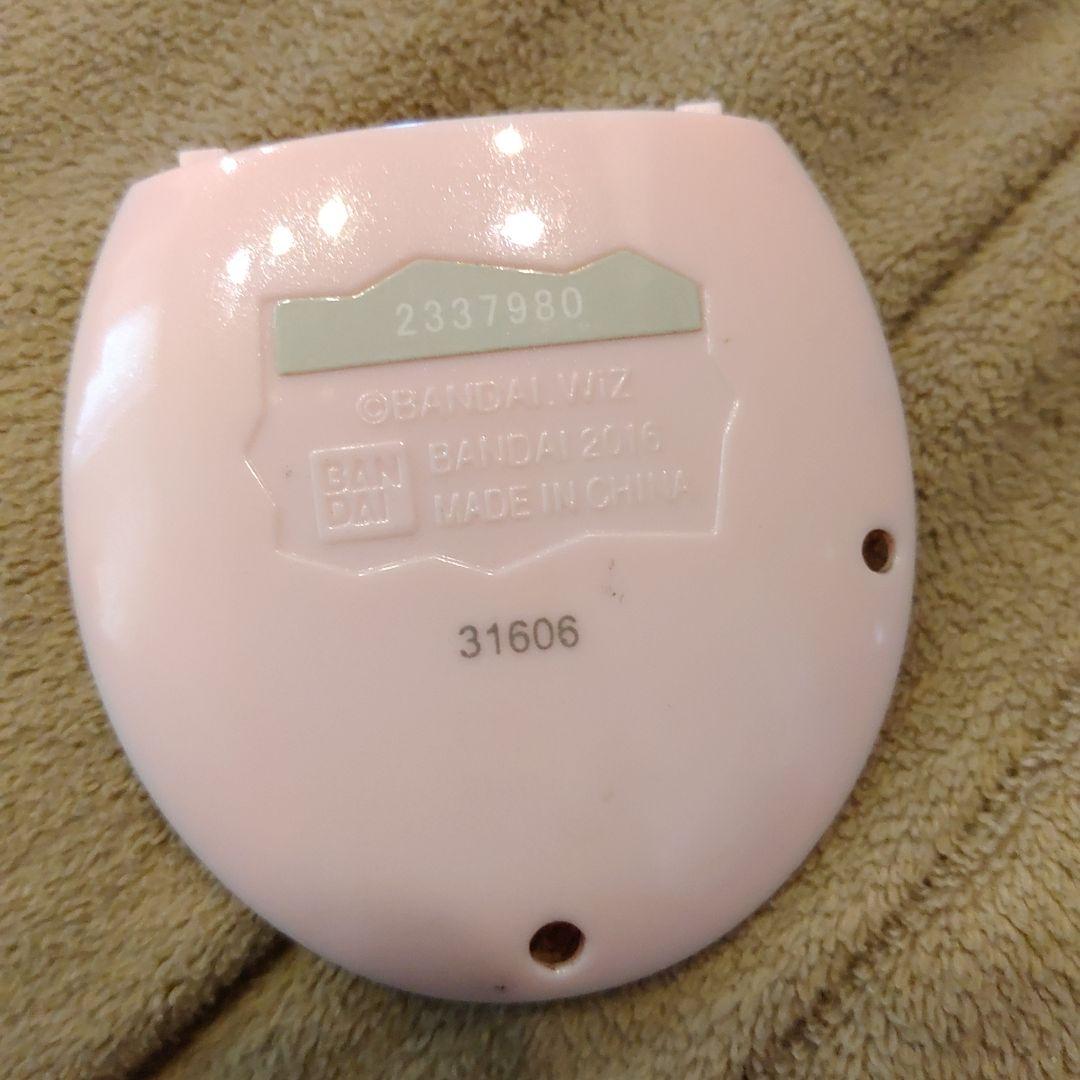 2337980
©BANDAI.WiZ
BAN
DAI
BANDAI 2016
MADE IN CHINA
31606